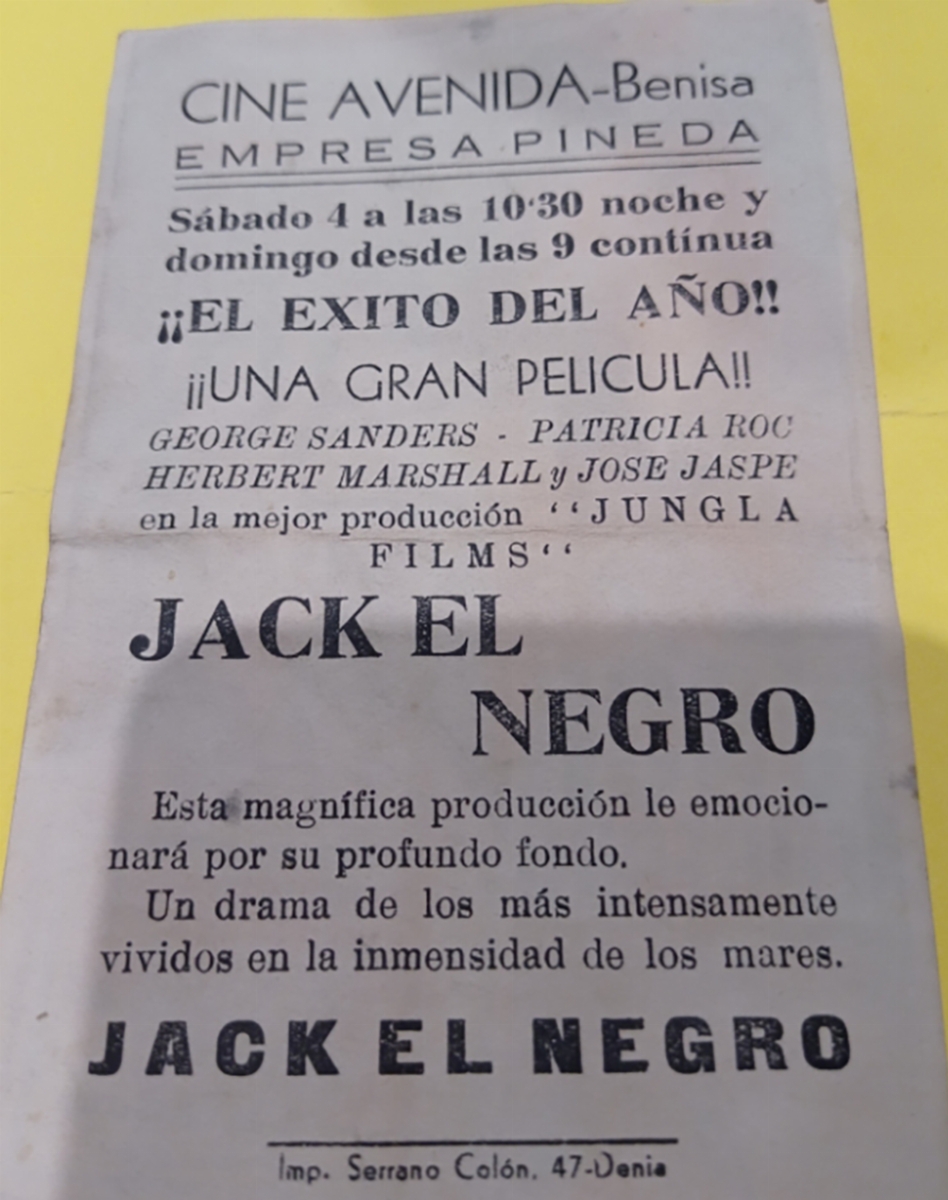 CINE AVENIDA-Benisa
EMPRESA PINEDA
Sábado 4 a las 10'30 noche y
domingo desde las 9 contínua
¡¡EL EXITO DEL AÑO!!
¡¡UNA GRAN PELICULA!!
GEORGE SANDERS - PATRICIA ROC
HERBERT MARSHALL y JOSE JASPE
en la mejor producción ‘‘JUNGLA
FILMS‘‘
JACK EL
NEGRO
Esta magnífica producción le emocio-
nará por su profundo fondo.
Un drama de los más intensamente
vividos en la inmensidad de los mares.
JACK EL NEGRO
Imp. Serrano Colón, 47-Denia